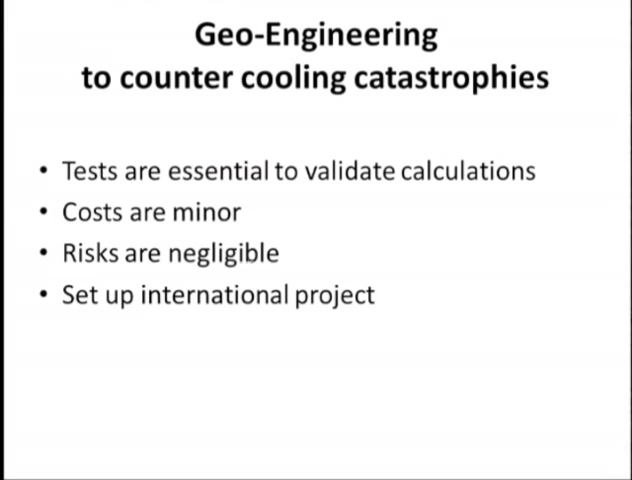 Geo-Engineering
to counter cooling catastrophies
• Tests are essential to validate calculations
• Costs are minor
• Risks are negligible
• Set up international project